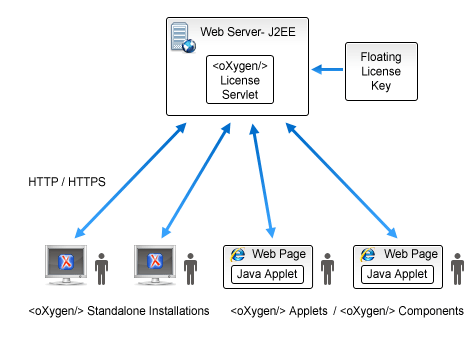 Web Server- J2EE
<oXygen/>
License
Servlet
Floating
License
Key
HTTP / HTTPS
Web Page
Java Applet
Web Page
Java Applet
<oXygen/> Standalone Installations
<oXygen/> Applets / <oXygen/> Components